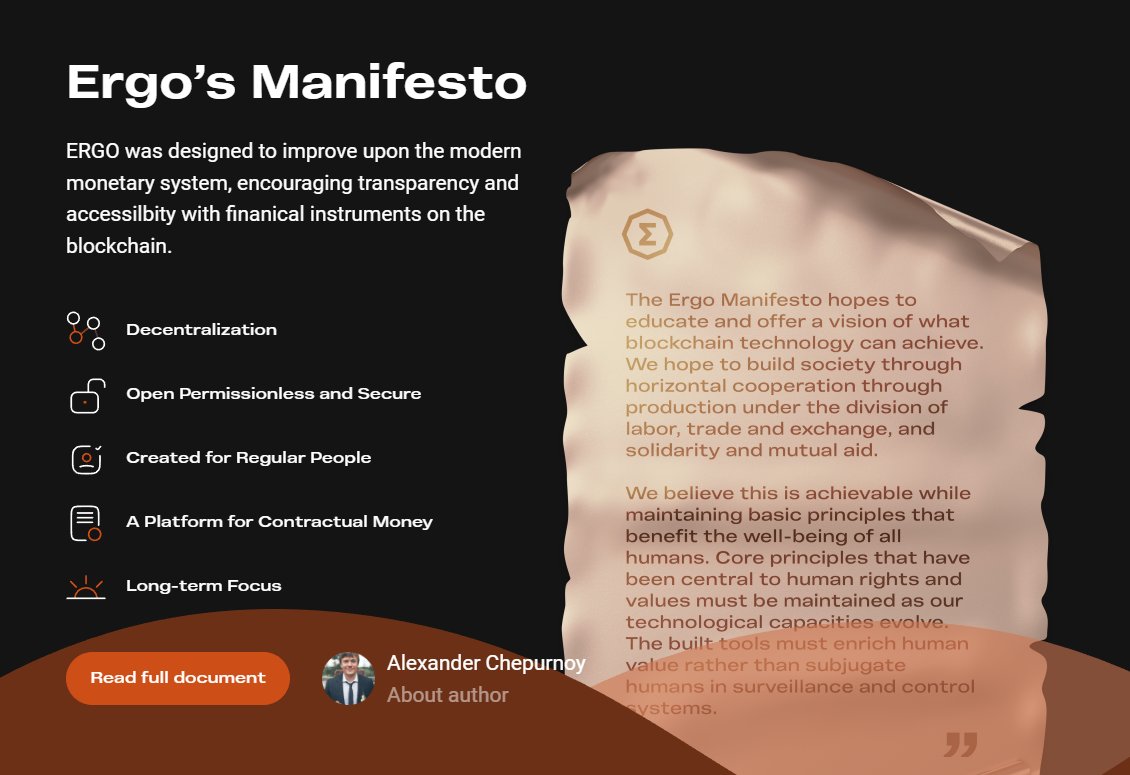 Ergo’s Manifesto
ERGO was designed to improve upon the modern
monetary system, encouraging transparency and
accessilbity with finanical instruments on the
blockchain.
Decentralization
Open Permissionless and Secure
Created for Regular People
A Platform for Contractual Money
Long-term Focus
Read full document
Alexander Chepurnoy
About author
Σ
The Ergo Manifesto hopes to
educate and offer a vision of what
blockchain technology can achieve.
We hope to build society through
horizontal cooperation through
production under the division of
labor, trade and exchange, and
solidarity and mutual aid.
We believe this is achievable while
maintaining basic principles that
benefit the well-being of all
humans. Core principles that have
been central to human rights and
values must be maintained as our
technological capacities evolve.
The built tools must enrich human
value rather than subjugate
humans in surveillance and control
systems.
”